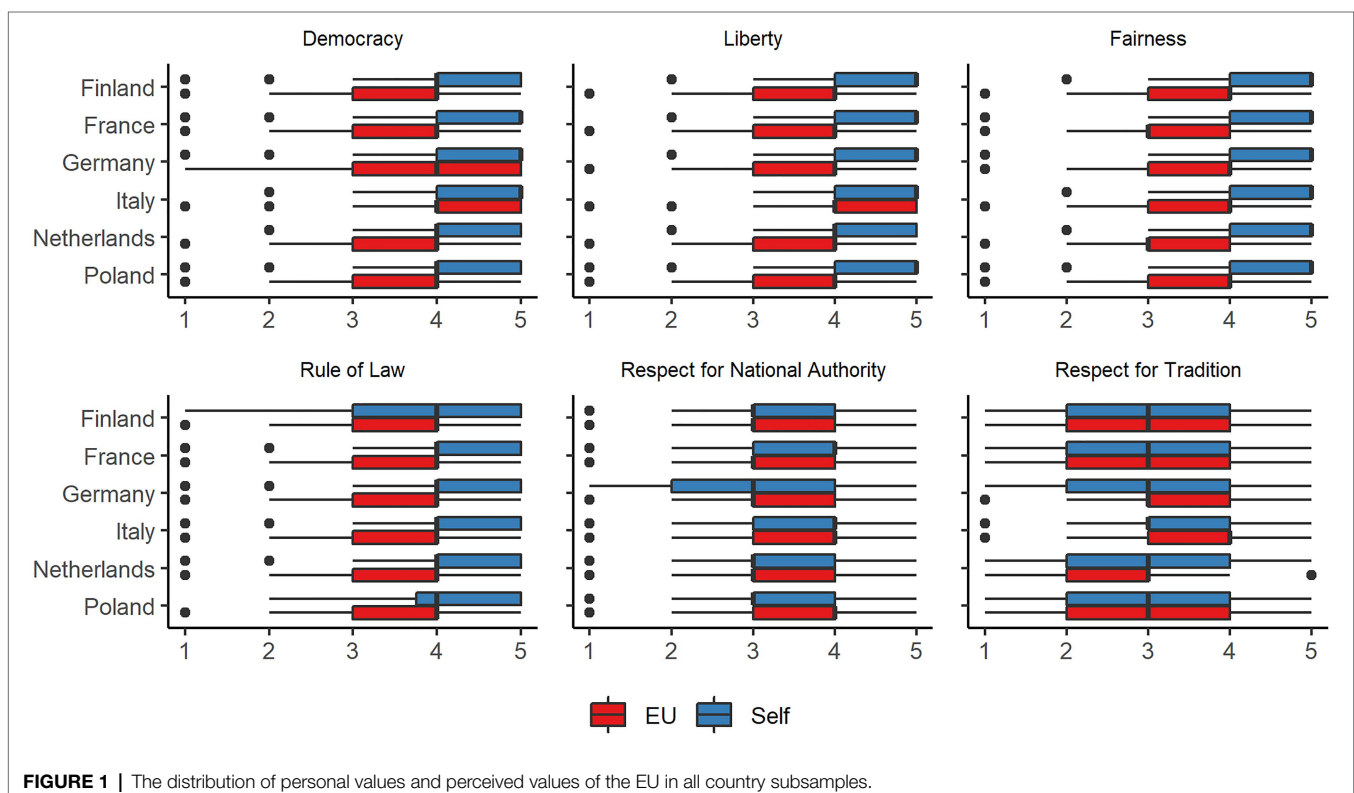 Democracy
Liberty
Fairness
Finland
France
Germany
Italy
Netherlands
Poland
1 2 3 4 5
1 2 3 4 5
1 2 3 4 5
Rule of Law
Respect for National Authority
Respect for Tradition
Finland
France
Germany
Italy
Netherlands
Poland
1 2 3 4 5
1 2 3 4 5
1 2 3 4 5
EU Self
FIGURE 1 | The distribution of personal values and perceived values of the EU in all country subsamples.